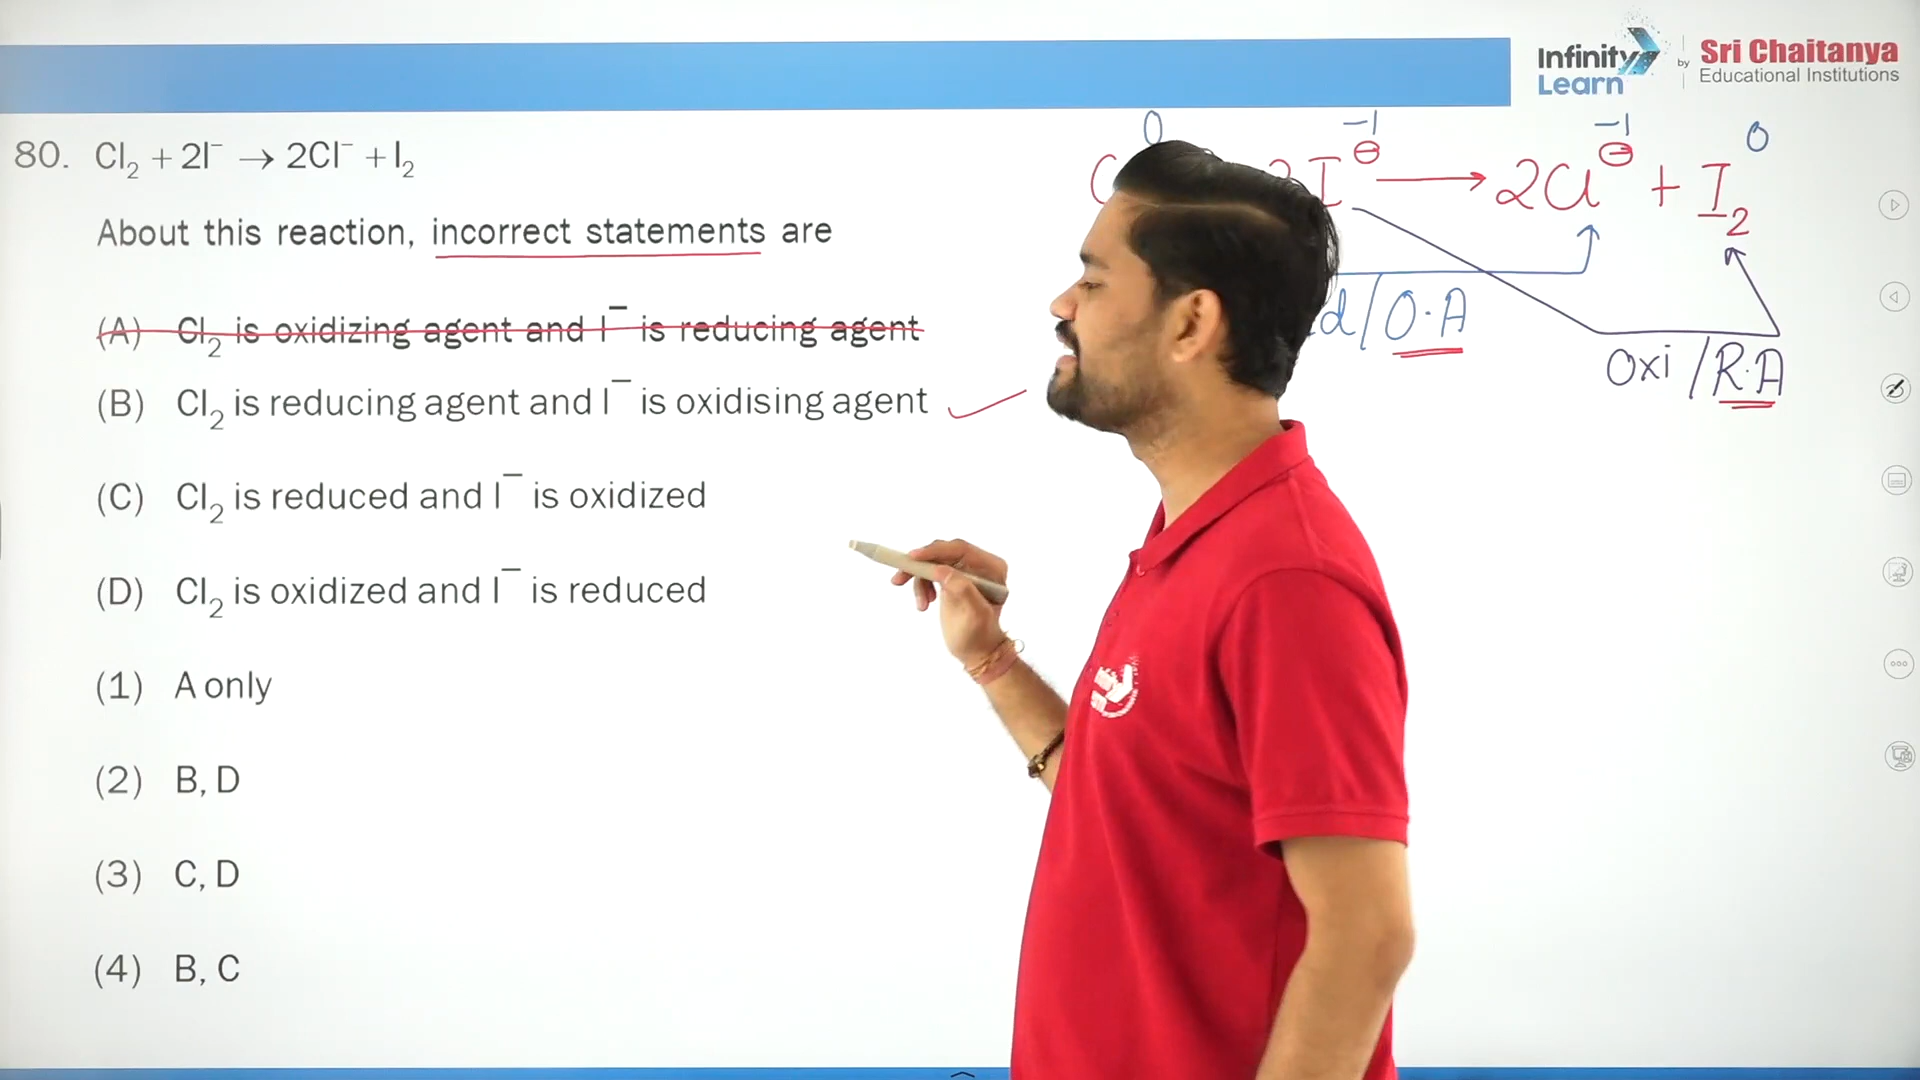 Infinity Learn by Sri Chaitanya Educational Institutions
80. Cl₂ + 2I⁻ → 2Cl⁻ + I₂
About this reaction, incorrect statements are
(A) Cl₂ is oxidizing agent and I⁻ is reducing agent
(B) Cl₂ is reducing agent and I⁻ is oxidising agent ✓
(C) Cl₂ is reduced and I⁻ is oxidized
(D) Cl₂ is oxidized and I⁻ is reduced
(1) A only
(2) B, D
(3) C, D
(4) B, C
0 -1 -1 0
I⊖ → 2Cl⊖ + I₂
d/O.A
Oxi /R.A